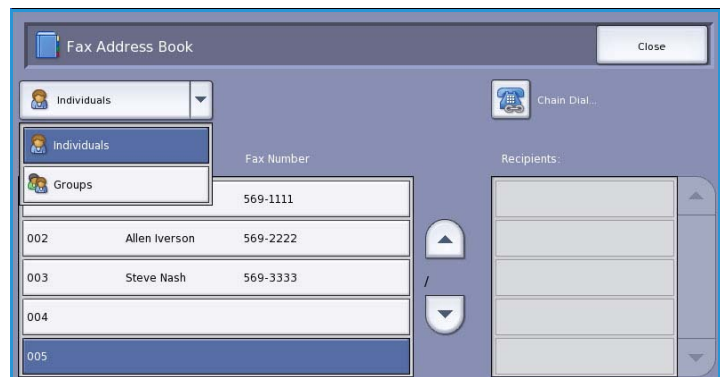 Fax Address Book Close
Individuals Chain Dial...
Individuals
Groups
Fax Number Recipients:
569-1111
002 Allen Iverson 569-2222
003 Steve Nash 569-3333
/
004
005